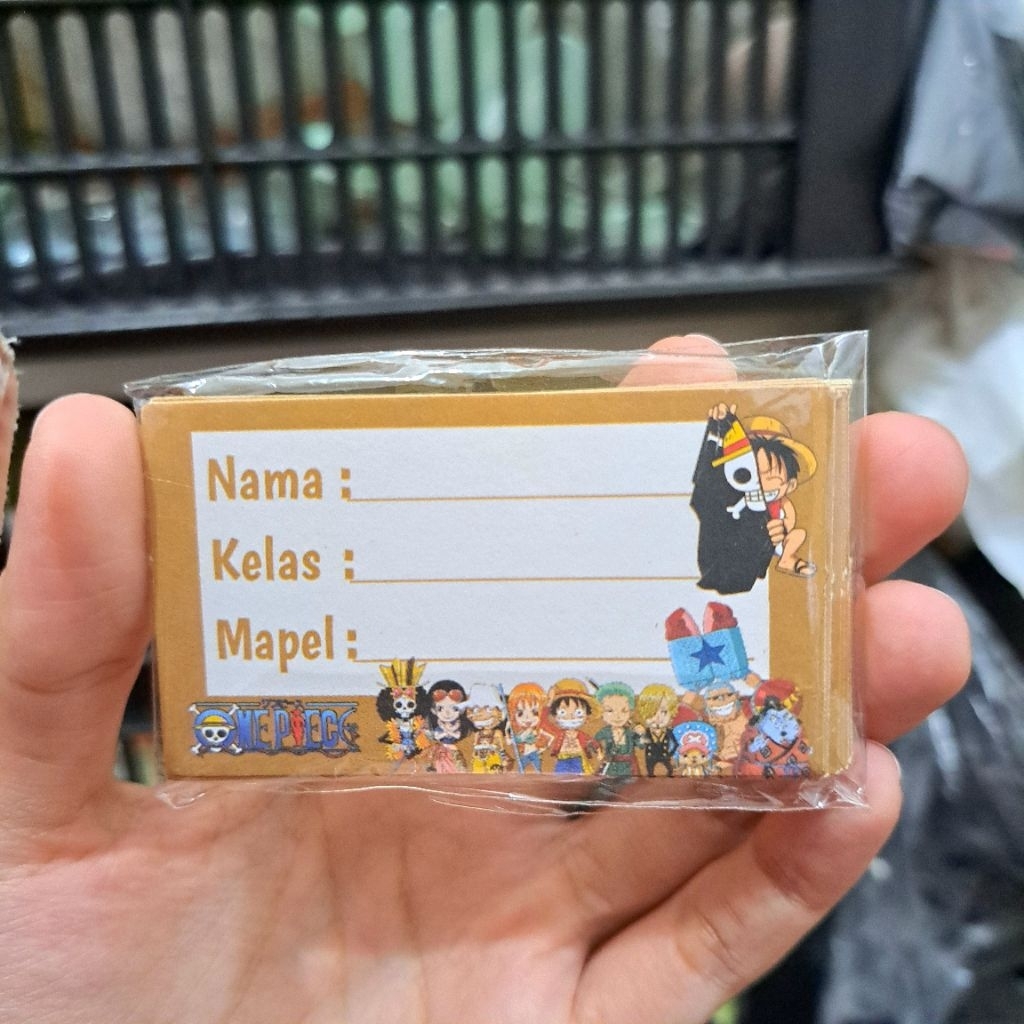 Nama :
Kelas :
Mapel :
ONE PIECE